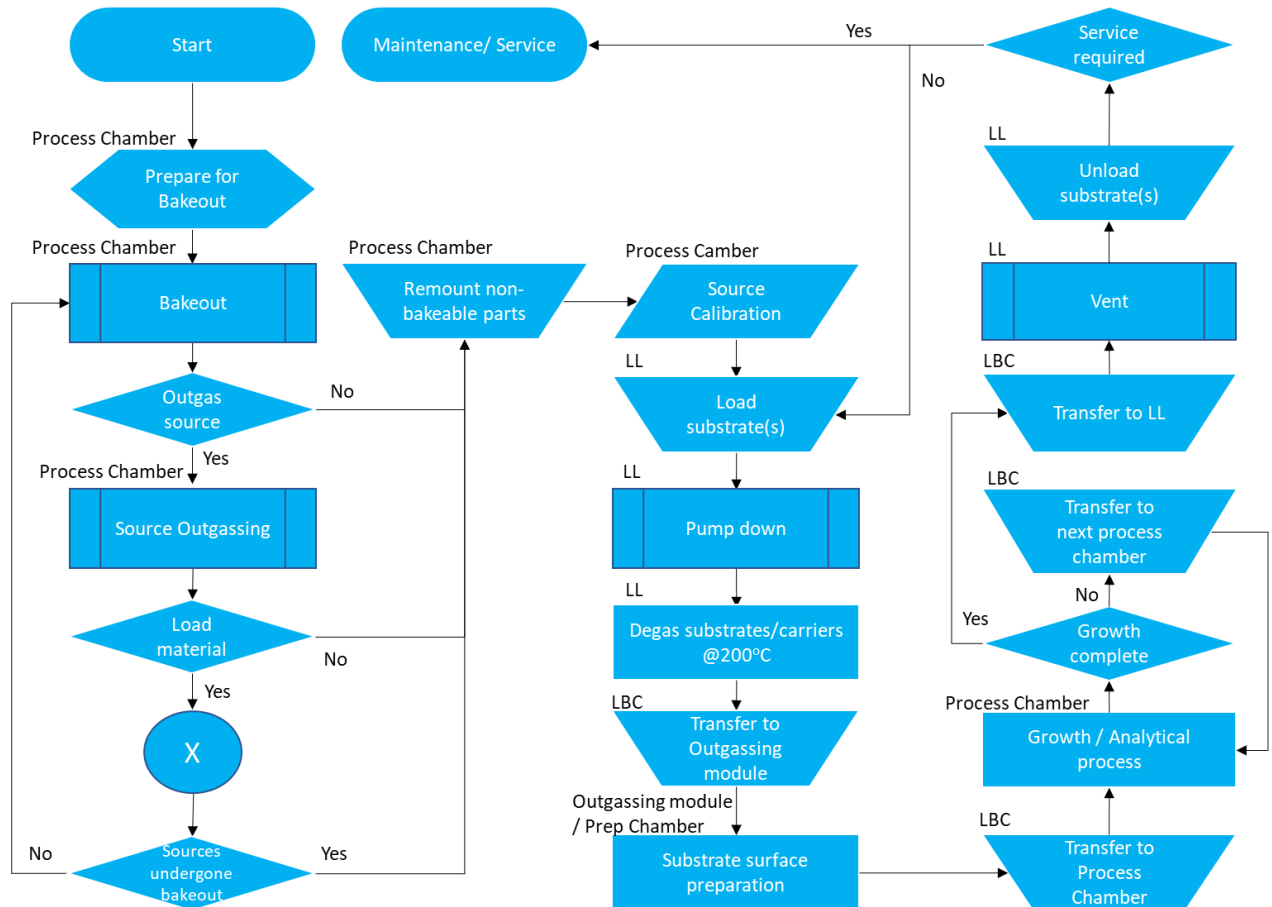 Start
Process Chamber
Prepare for
Bakeout
Process Chamber
Bakeout
Outgas
source
No
Yes
Process Chamber
Source Outgassing
Load
material
No
Yes
X
Sources
undergone
bakeout
No
Yes
Process Chamber
Remount non-
bakeable parts
Process Camber
Source
Calibration
LL
Load
substrate(s)
LL
Pump down
LL
Degas substrates/carriers
@200°C
LBC
Transfer to
Outgassing
module
Outgassing module
/ Prep Chamber
Substrate surface
preparation
LBC
Transfer to
Process
Chamber
Process Chamber
Growth / Analytical
process
Growth
complete
Yes
No
LBC
Transfer to
next process
chamber
LBC
Transfer to LL
LL
Vent
LL
Unload
substrate(s)
Service
required
Yes
No
Maintenance/ Service